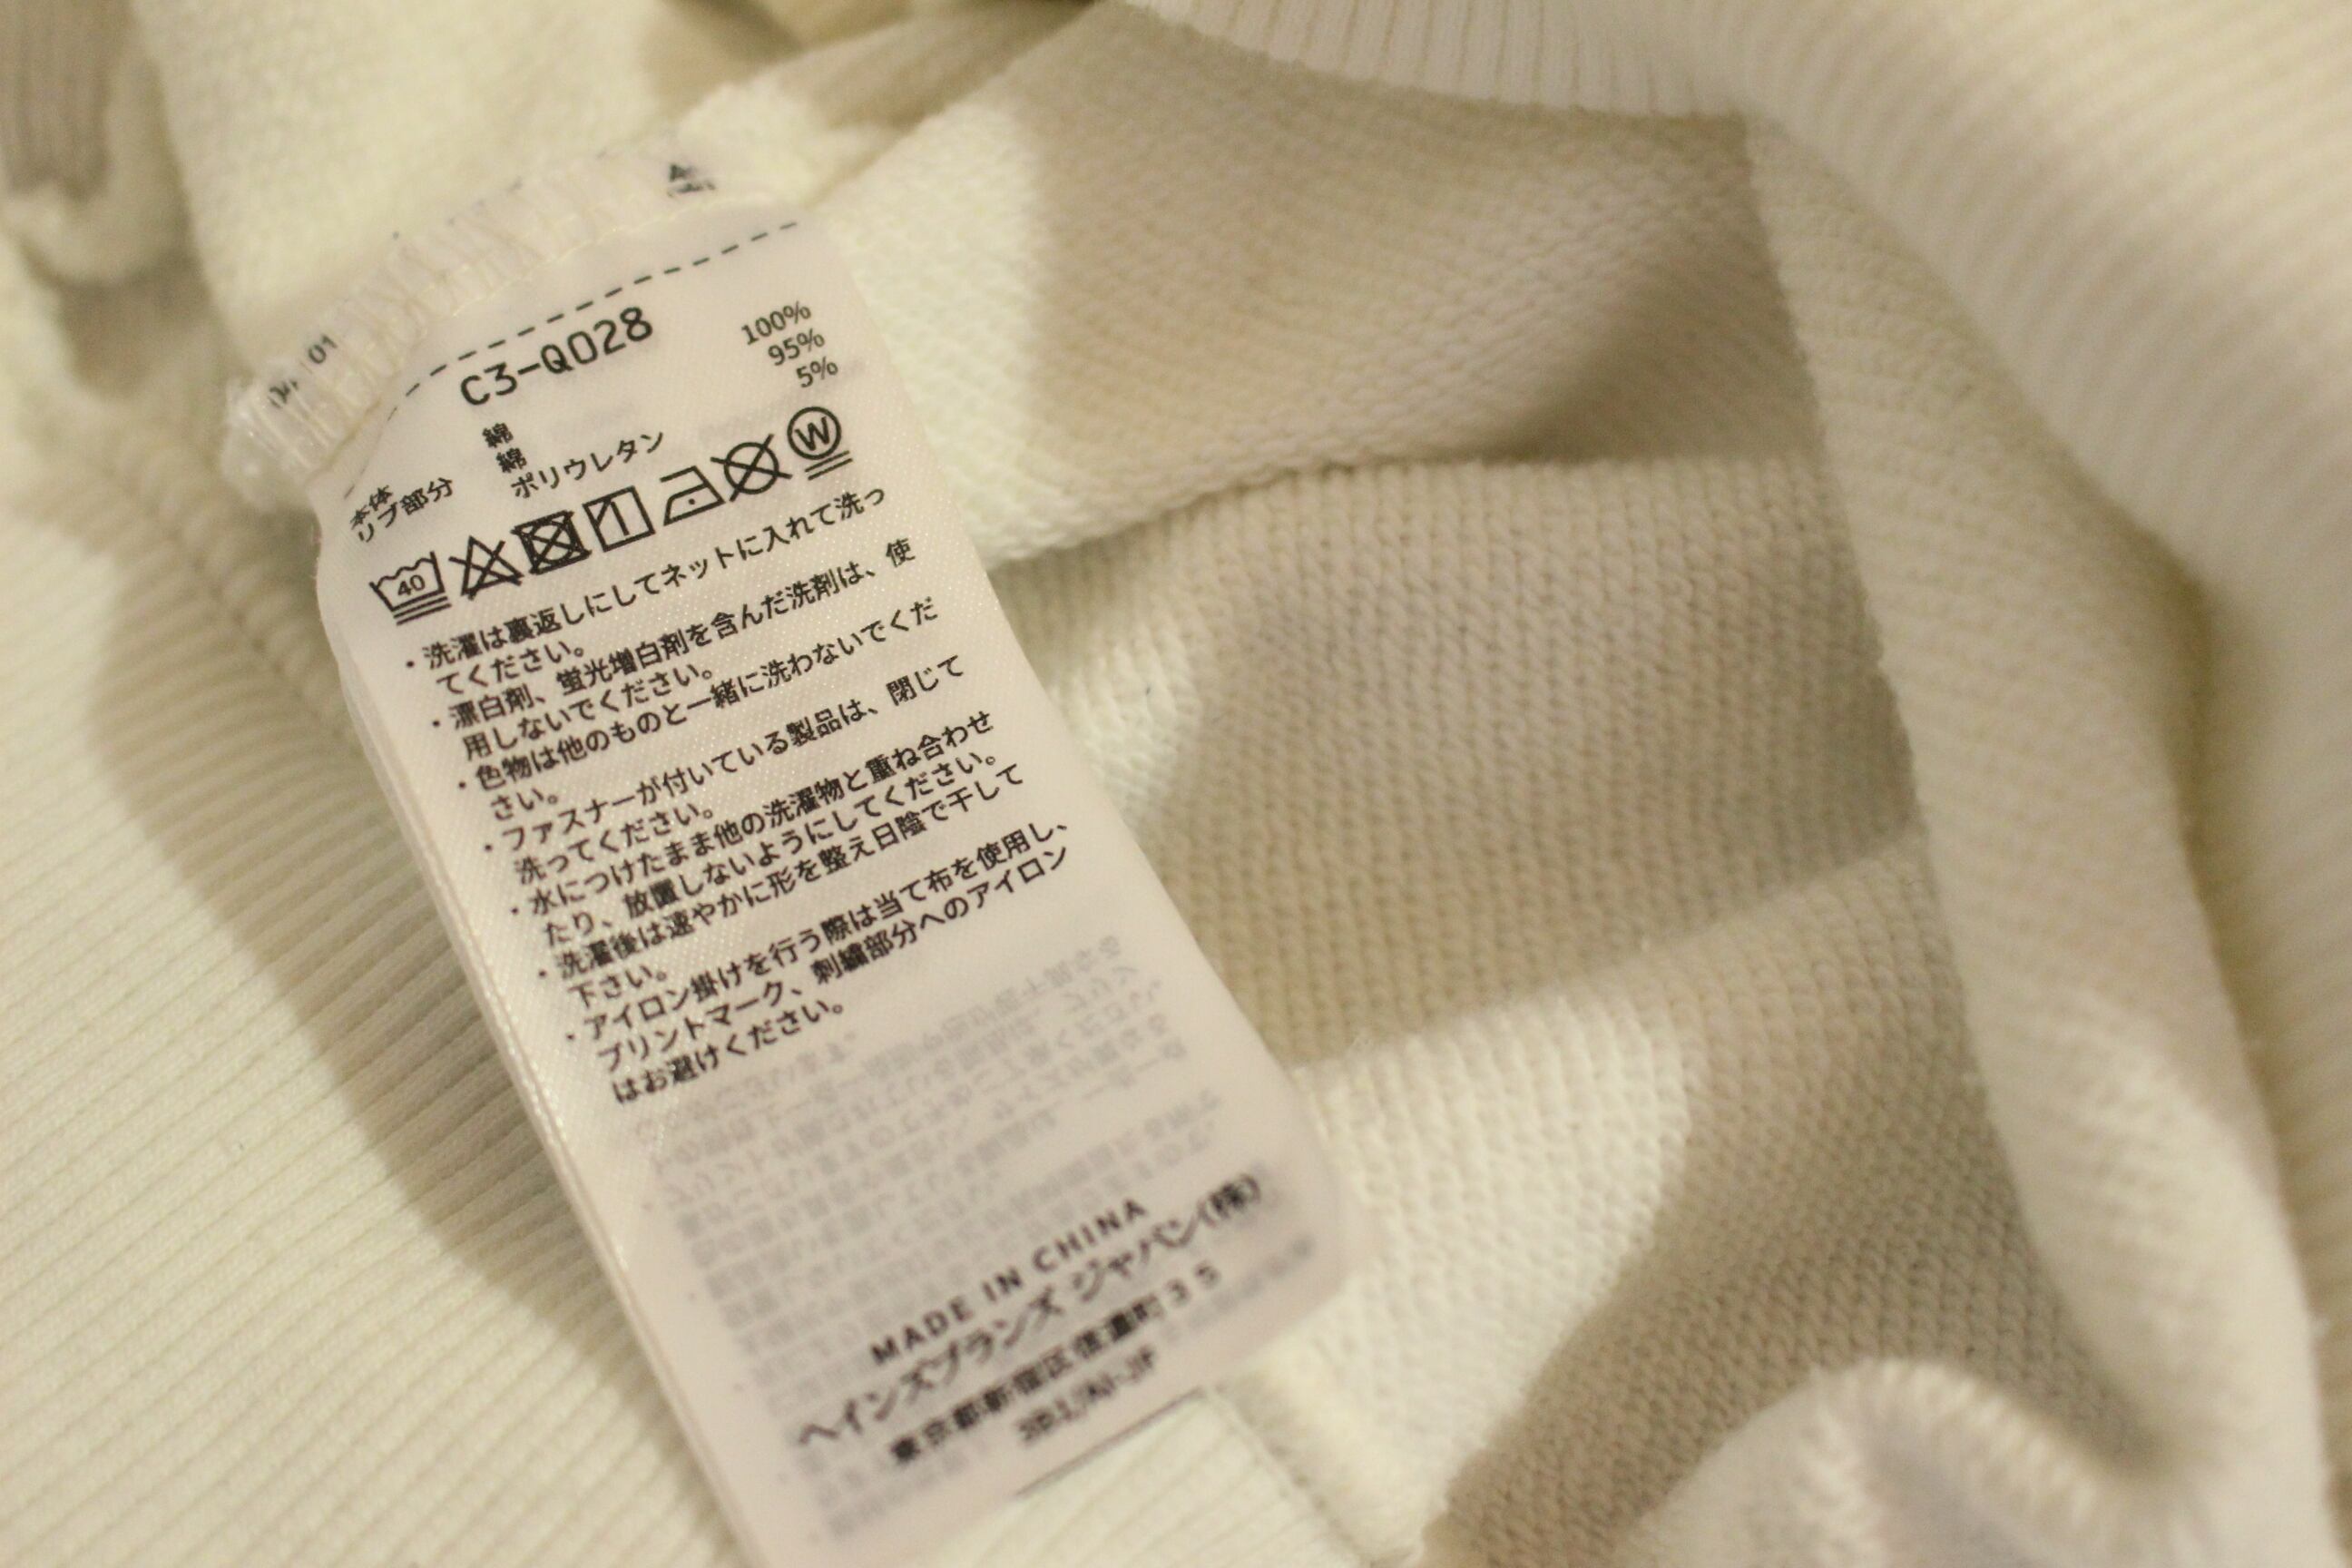 01
C3-Q028
本体 綿 100%
リブ部分 綿 95%
ポリウレタン 5%
40
W
・洗濯は裏返しにしてネットに入れて洗っ
てください。
・漂白剤、蛍光増白剤を含んだ洗剤は、使
用しないでください。
・色物は他のものと一緒に洗わないでくだ
さい。
・ファスナーが付いている製品は、閉じて
洗ってください。
・水につけたまま他の洗濯物と重ね合わせ
たり、放置しないようにしてください。
・洗濯後は速やかに形を整え日陰で干して
下さい。
・アイロン掛けを行う際は当て布を使用し、
プリントマーク、刺繍部分へのアイロン
はお避けください。
MADE IN CHINA
ヘインズブランズ ジャパン(株)
東京都新宿区信濃町35